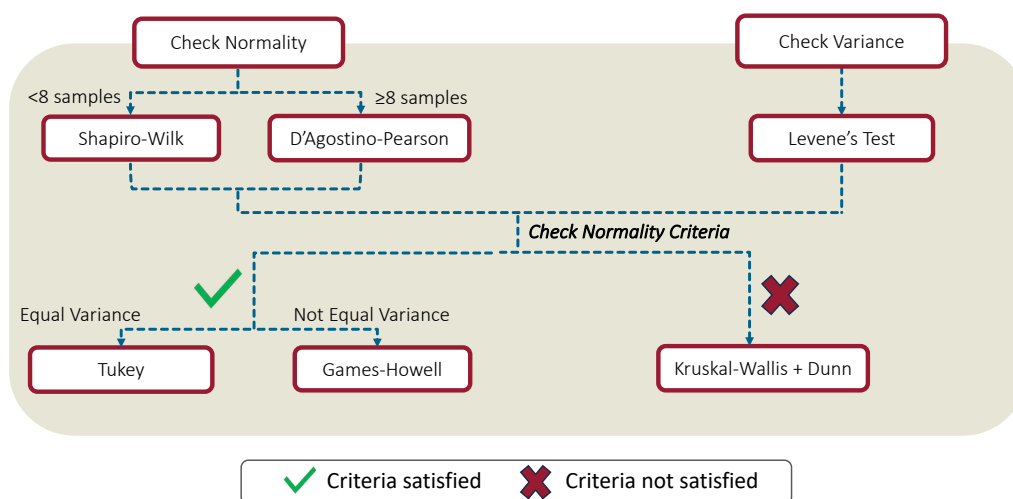 Check Normality
Check Variance
<8 samples
≥8 samples
Shapiro-Wilk
D'Agostino-Pearson
Levene's Test
Check Normality Criteria
Equal Variance
Not Equal Variance
Tukey
Games-Howell
Kruskal-Wallis + Dunn
Criteria satisfied
Criteria not satisfied